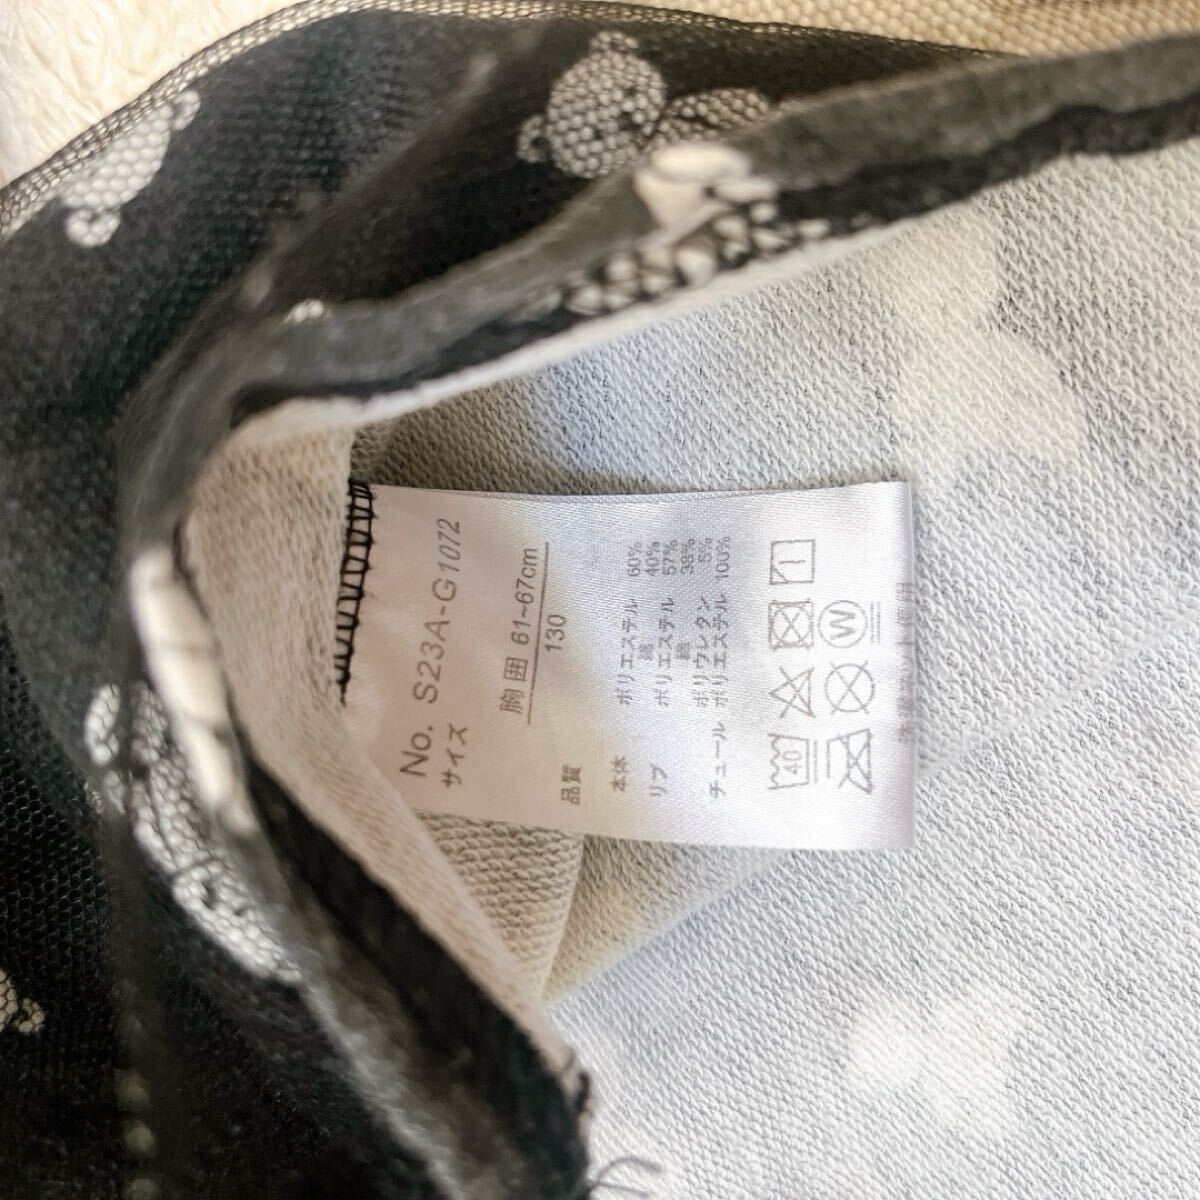 No. S23A-G1072
サイズ
胸囲 61~67cm
130
品質
本体 ポリエステル 60%
綿 40%
リブ ポリエステル 57%
綿 38%
ポリウレタン 5%
チュール ポリエステル 100%
40
W